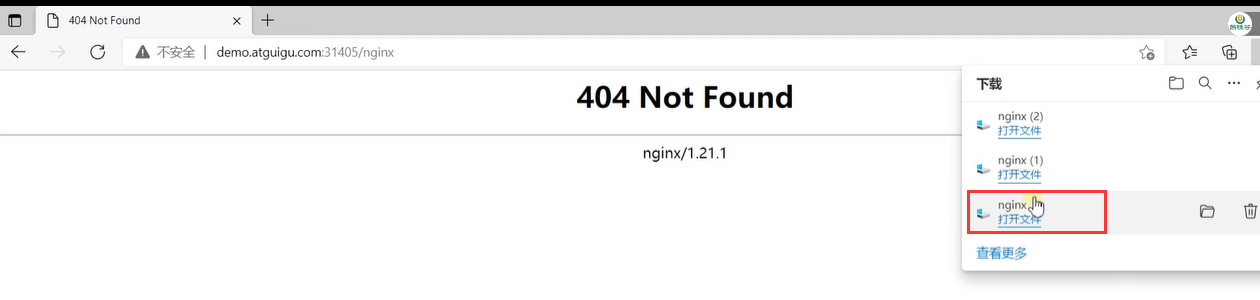 404 Not Found
不安全 | demo.atguigu.com:31405/nginx
404 Not Found
nginx/1.21.1
下载
nginx (2)
打开文件
nginx (1)
打开文件
nginx
打开文件
查看更多